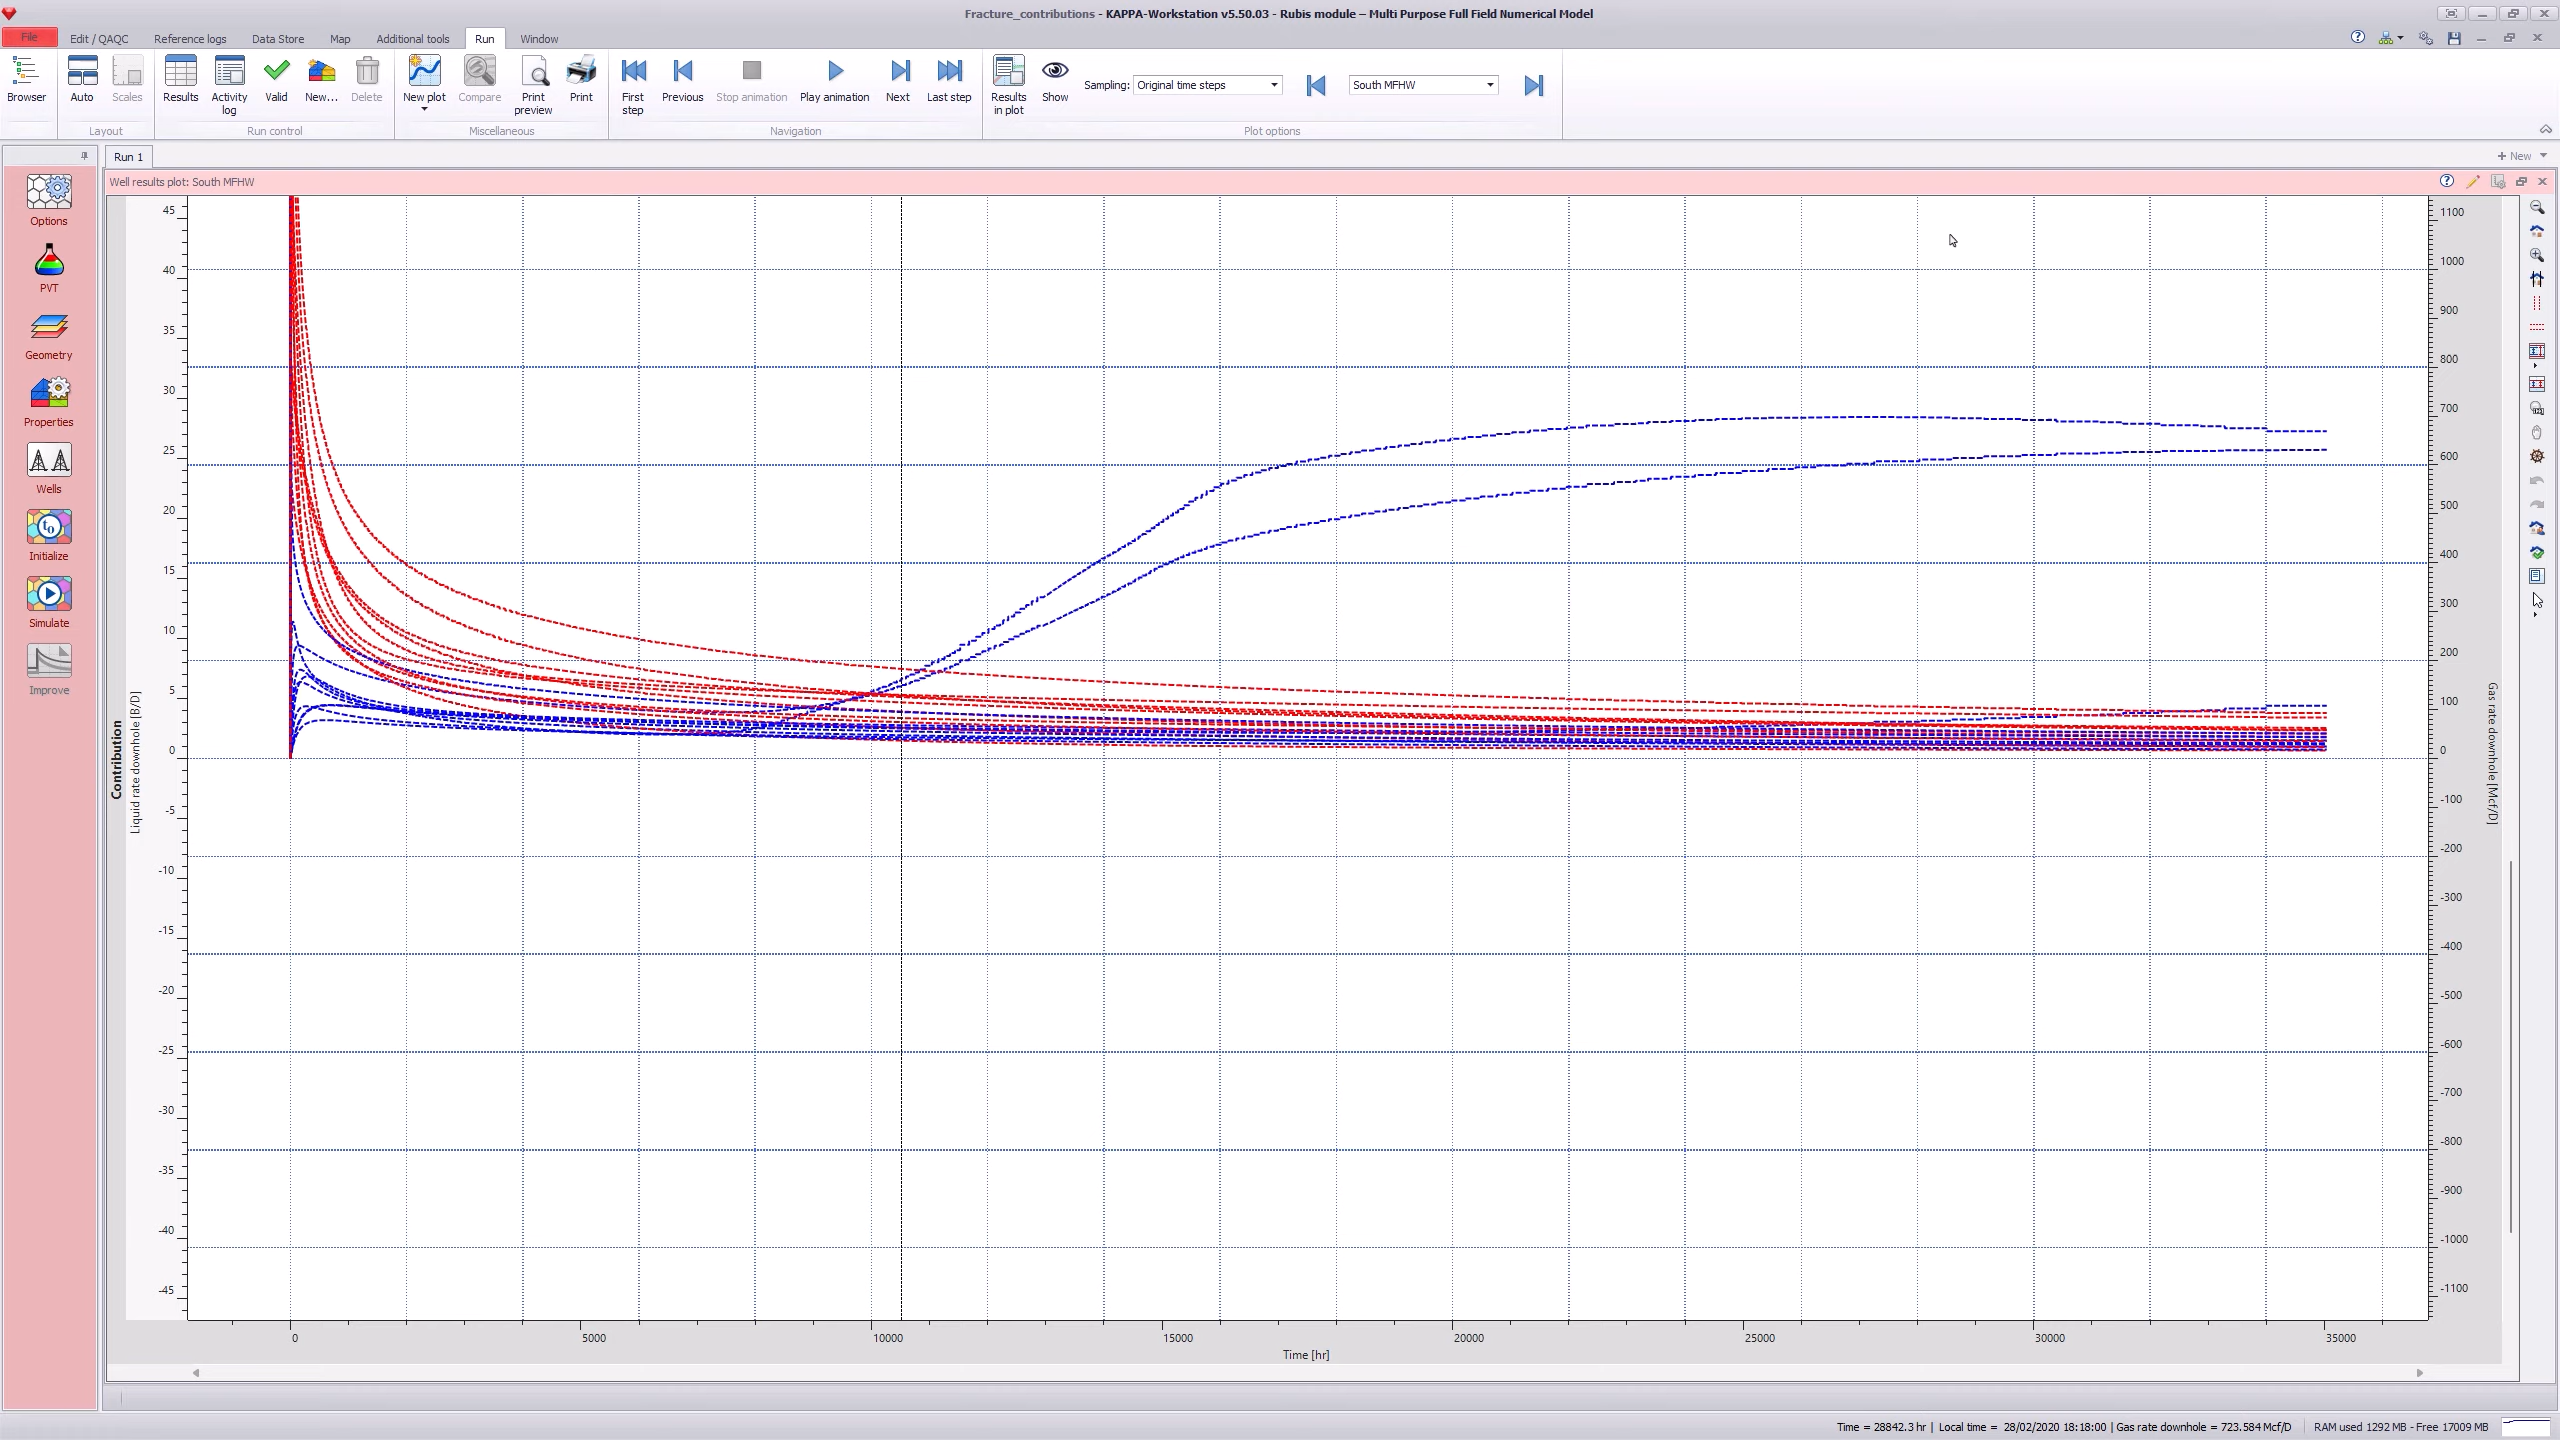 Fracture_contributions - KAPPA-Workstation v5.50.03 - Rubis module – Multi Purpose Full Field Numerical Model
File Edit / QAQC Reference logs Data Store Map Additional tools Run Window
Browser Auto Scales Results Activity log Valid New... Delete New plot Compare Print preview Print First step Previous Stop animation Play animation Next Last step Results in plot Show Sampling: Original time steps South MFHW
Layout Run control Miscellaneous Navigation Plot options
Run 1
+ New
Well results plot: South MFHW
Options
PVT
Geometry
Properties
Wells
t0
Initialize
Simulate
Improve
Contribution
Liquid rate downhole [B/D]
45
40
35
30
25
20
15
10
5
0
-5
-10
-15
-20
-25
-30
-35
-40
-45
1100
1000
900
800
700
600
500
400
300
200
100
0
-100
-200
-300
-400
-500
-600
-700
-800
-900
-1000
-1100
Gas rate downhole [Mcf/D]
0 5000 10000 15000 20000 25000 30000 35000
Time [hr]
Time = 28842.3 hr | Local time = 28/02/2020 18:18:00 | Gas rate downhole = 723.584 Mcf/D RAM used 1292 MB - Free 17009 MB